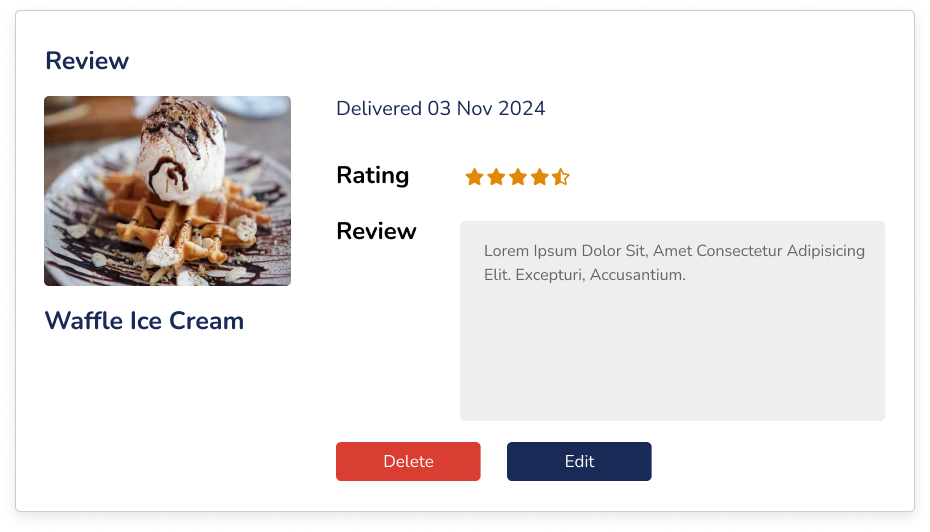 Review
Delivered 03 Nov 2024
Rating
Review
Lorem Ipsum Dolor Sit, Amet Consectetur Adipisicing
Elit. Excepturi, Accusantium.
Waffle Ice Cream
Delete
Edit